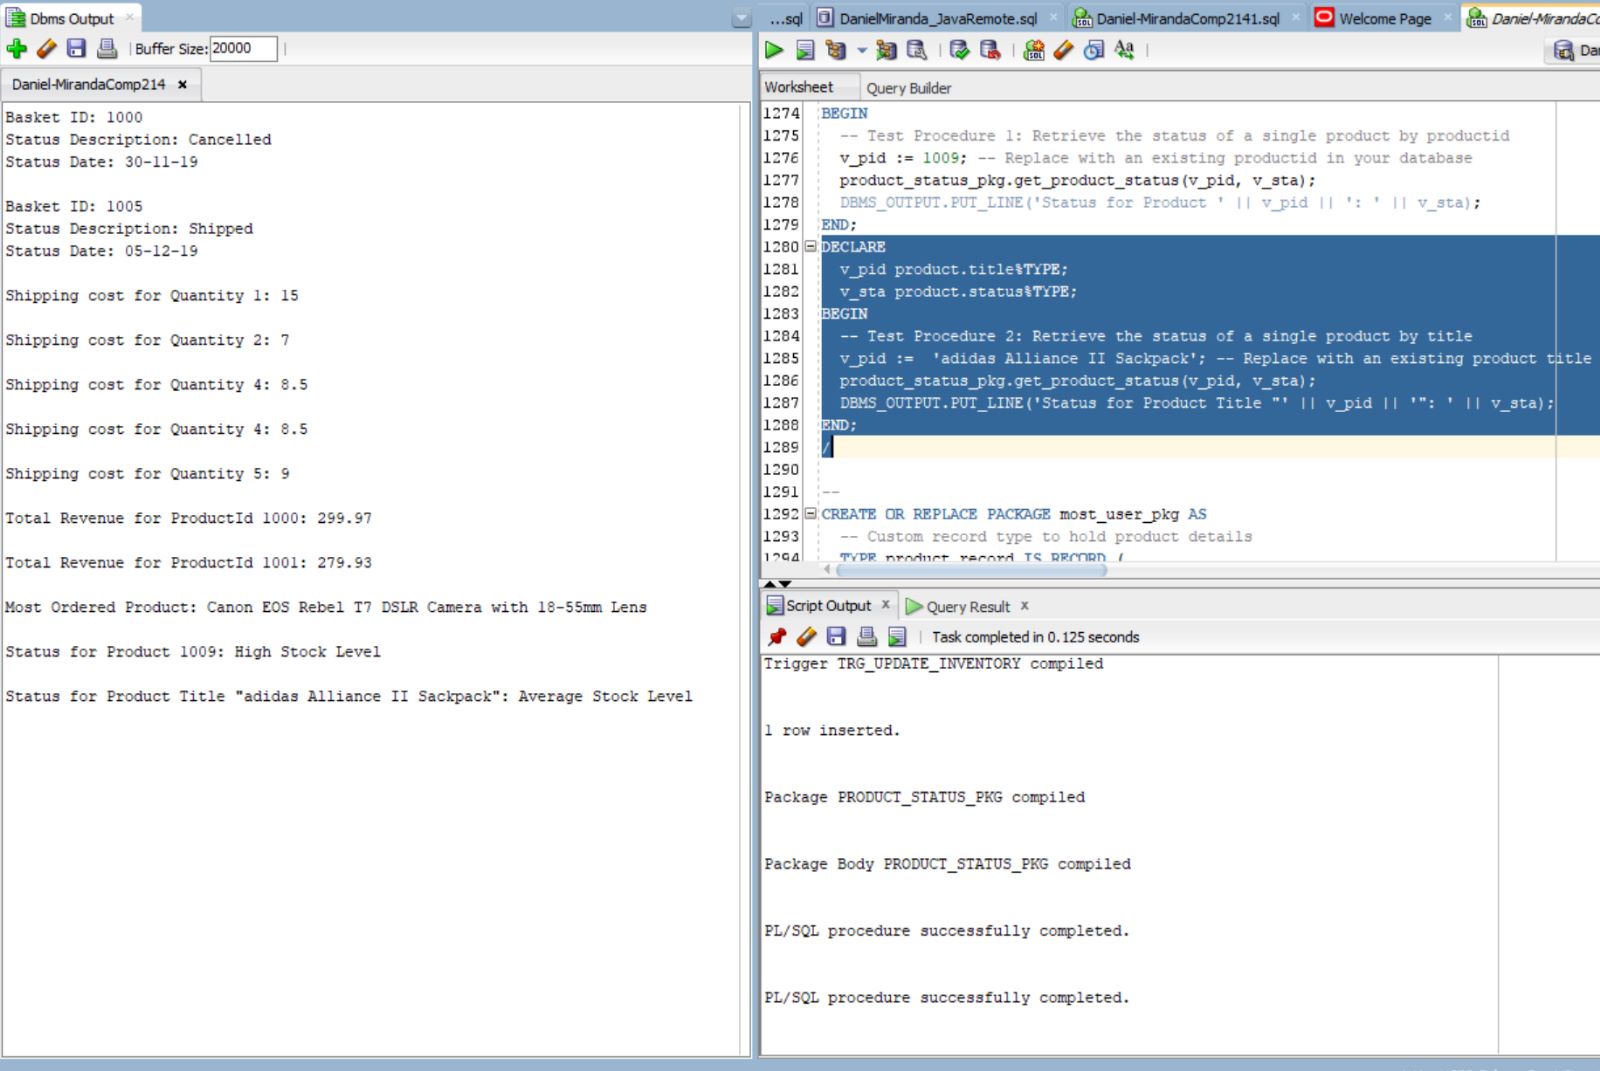 Dbms Output
Buffer Size: 20000
Daniel-MirandaComp214
Basket ID: 1000
Status Description: Cancelled
Status Date: 30-11-19
Basket ID: 1005
Status Description: Shipped
Status Date: 05-12-19
Shipping cost for Quantity 1: 15
Shipping cost for Quantity 2: 7
Shipping cost for Quantity 4: 8.5
Shipping cost for Quantity 4: 8.5
Shipping cost for Quantity 5: 9
Total Revenue for ProductId 1000: 299.97
Total Revenue for ProductId 1001: 279.93
Most Ordered Product: Canon EOS Rebel T7 DSLR Camera with 18-55mm Lens
Status for Product 1009: High Stock Level
Status for Product Title "adidas Alliance II Sackpack": Average Stock Level
...sql DanielMiranda_JavaRemote.sql Daniel-MirandaComp2141.sql Welcome Page Daniel-MirandaCo
Dan
Worksheet Query Builder
1274 BEGIN
1275 -- Test Procedure 1: Retrieve the status of a single product by productid
1276 v_pid := 1009; -- Replace with an existing productid in your database
1277 product_status_pkg.get_product_status(v_pid, v_sta);
1278 DBMS_OUTPUT.PUT_LINE('Status for Product ' || v_pid || ': ' || v_sta);
1279 END;
1280 DECLARE
1281 v_pid product.title%TYPE;
1282 v_sta product.status%TYPE;
1283 BEGIN
1284 -- Test Procedure 2: Retrieve the status of a single product by title
1285 v_pid := 'adidas Alliance II Sackpack'; -- Replace with an existing product title
1286 product_status_pkg.get_product_status(v_pid, v_sta);
1287 DBMS_OUTPUT.PUT_LINE('Status for Product Title "' || v_pid || '": ' || v_sta);
1288 END;
1289 /
1290
1291 --
1292 CREATE OR REPLACE PACKAGE most_user_pkg AS
1293 -- Custom record type to hold product details
1294 TYPE product_record IS RECORD (
Script Output Query Result
Task completed in 0.125 seconds
Trigger TRG_UPDATE_INVENTORY compiled
1 row inserted.
Package PRODUCT_STATUS_PKG compiled
Package Body PRODUCT_STATUS_PKG compiled
PL/SQL procedure successfully completed.
PL/SQL procedure successfully completed.